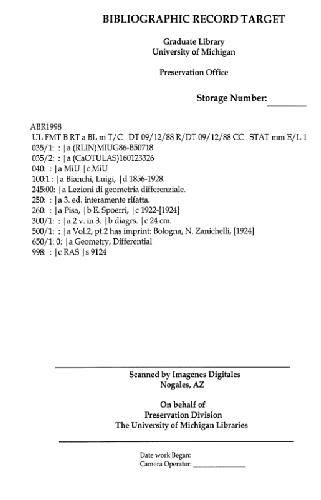 BIBLIOGRAPHIC RECORD TARGET
Graduate Library
University of Michigan
Preservation Office
Storage Number:
ABR1998
UL FMT B RT a BL m T/C DT 09/12/88 R/DT 09/12/88 CC STAT mm E/L 1
035/1: : |a (RLIN)MIUG86-B50718
035/2: : |a (CaOTULAS)160123326
040: : |a MiU |c MiU
100:1 : |a Bianchi, Luigi, |d 1856-1928.
245:00: |a Lezioni di geometria differenziale.
250: : |a 3. ed. interamente rifatta.
260: : |a Pisa, |b E. Spoerri, |c 1922-[1924]
300/1: : |a 2 v. in 3. |b diagrs. |c 24 cm.
500/1: : |a Vol.2, pt.2 has imprint: Bologna, N. Zanichelli, [1924]
650/1: 0: |a Geometry, Differential
998: : |c RAS |s 9124
Scanned by Imagenes Digitales
Nogales, AZ
On behalf of
Preservation Division
The University of Michigan Libraries
Date work Began:
Camera Operator: